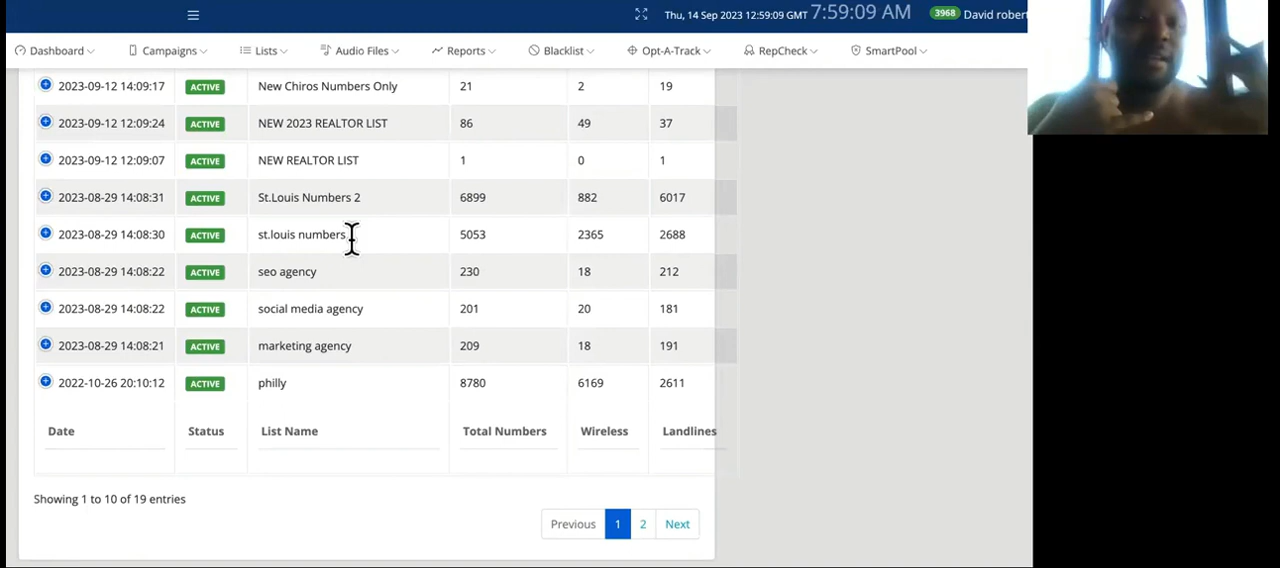 Thu, 14 Sep 2023 12:59:09 GMT 7:59:09 AM 3968 David robert
Dashboard Campaigns Lists Audio Files Reports Blacklist Opt-A-Track RepCheck SmartPool
2023-09-12 14:09:17 ACTIVE New Chiros Numbers Only 21 2 19
2023-09-12 12:09:24 ACTIVE NEW 2023 REALTOR LIST 86 49 37
2023-09-12 12:09:07 ACTIVE NEW REALTOR LIST 1 0 1
2023-08-29 14:08:31 ACTIVE St.Louis Numbers 2 6899 882 6017
2023-08-29 14:08:30 ACTIVE st.louis numbers 5053 2365 2688
2023-08-29 14:08:22 ACTIVE seo agency 230 18 212
2023-08-29 14:08:22 ACTIVE social media agency 201 20 181
2023-08-29 14:08:21 ACTIVE marketing agency 209 18 191
2022-10-26 20:10:12 ACTIVE philly 8780 6169 2611
Date Status List Name Total Numbers Wireless Landlines
Showing 1 to 10 of 19 entries
Previous 1 2 Next